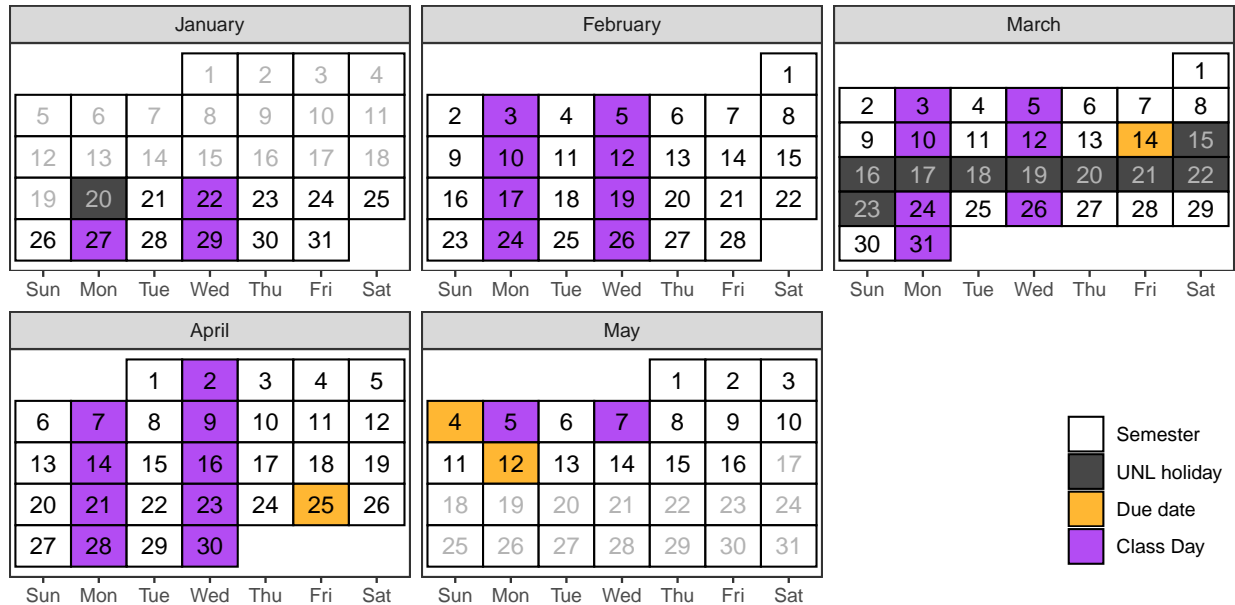 January
1 2 3 4
5 6 7 8 9 10 11
12 13 14 15 16 17 18
19 20 21 22 23 24 25
26 27 28 29 30 31
Sun Mon Tue Wed Thu Fri Sat
February
1
2 3 4 5 6 7 8
9 10 11 12 13 14 15
16 17 18 19 20 21 22
23 24 25 26 27 28
Sun Mon Tue Wed Thu Fri Sat
March
1
2 3 4 5 6 7 8
9 10 11 12 13 14 15
16 17 18 19 20 21 22
23 24 25 26 27 28 29
30 31
Sun Mon Tue Wed Thu Fri Sat
April
1 2 3 4 5
6 7 8 9 10 11 12
13 14 15 16 17 18 19
20 21 22 23 24 25 26
27 28 29 30
Sun Mon Tue Wed Thu Fri Sat
May
1 2 3
4 5 6 7 8 9 10
11 12 13 14 15 16 17
18 19 20 21 22 23 24
25 26 27 28 29 30 31
Sun Mon Tue Wed Thu Fri Sat
Semester
UNL holiday
Due date
Class Day